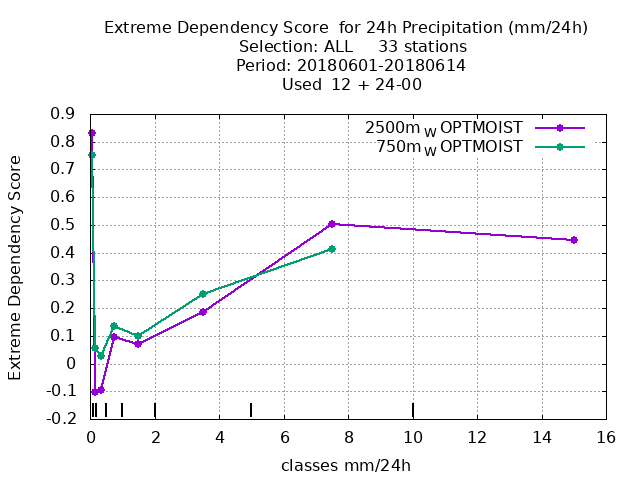 Extreme Dependency Score  for 24h Precipitation (mm/24h)
Selection: ALL     33 stations
Period: 20180601-20180614
Used  12 + 24-00
2500m W OPTMOIST
750m W OPTMOIST
Extreme Dependency Score
0.9
0.8
0.7
0.6
0.5
0.4
0.3
0.2
0.1
0
-0.1
-0.2
0 2 4 6 8 10 12 14 16
classes mm/24h